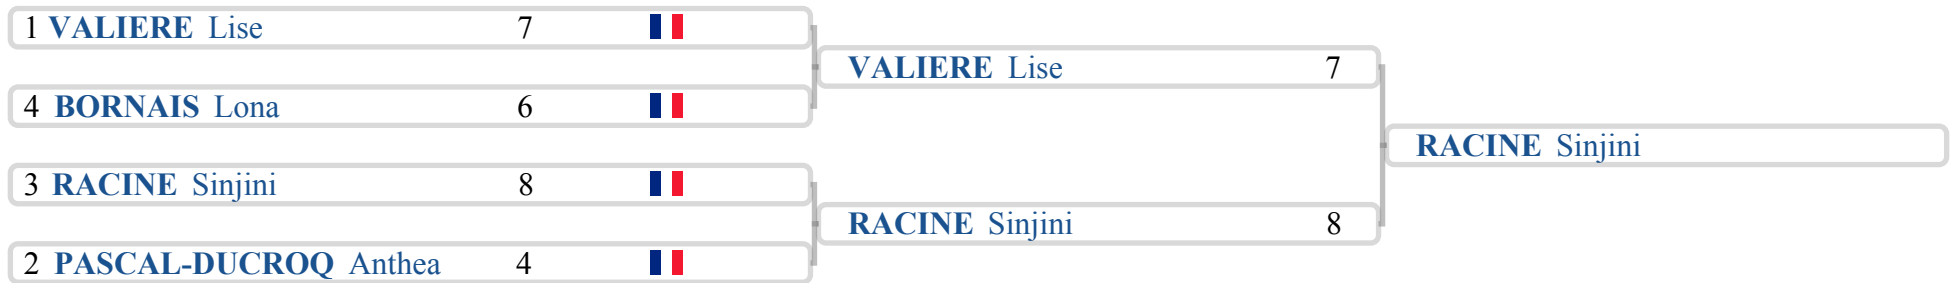 1 VALIERE Lise 7
4 BORNAIS Lona 6
3 RACINE Sinjini 8
2 PASCAL-DUCROQ Anthea 4
VALIERE Lise 7
RACINE Sinjini 8
RACINE Sinjini